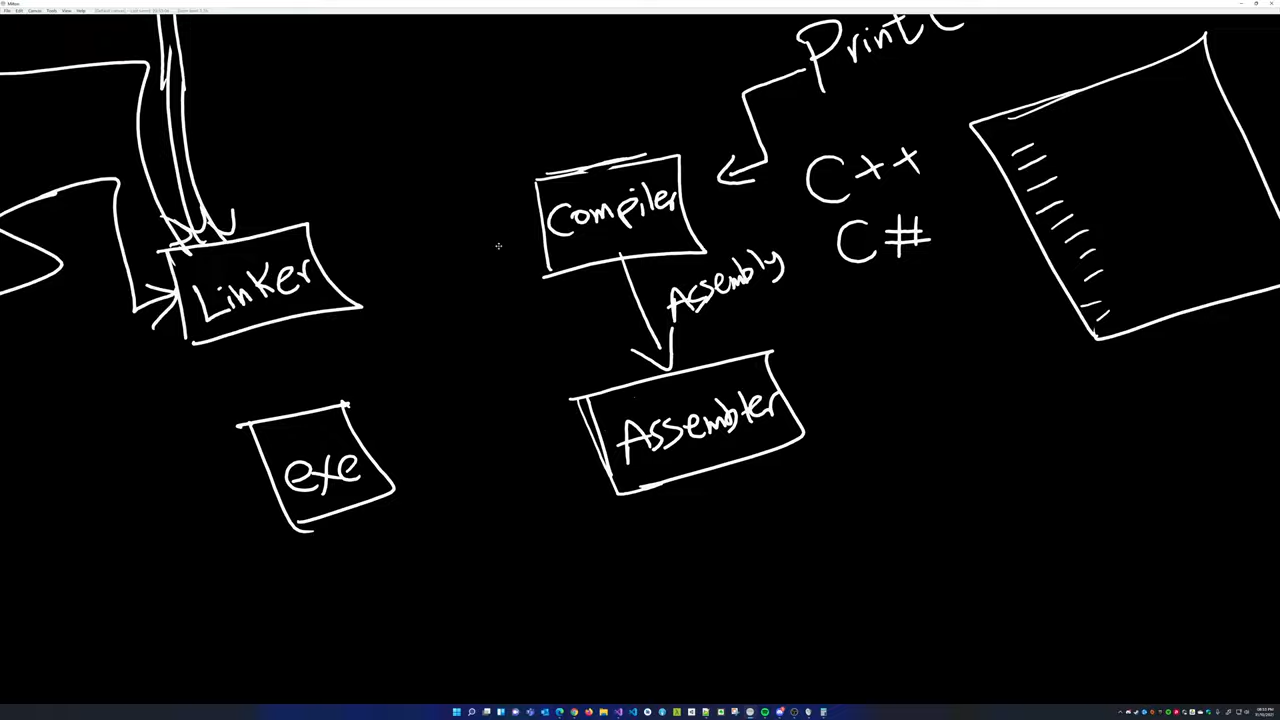 Print(
C++
C#
Compiler
Assembly
Linker
Assembler
exe